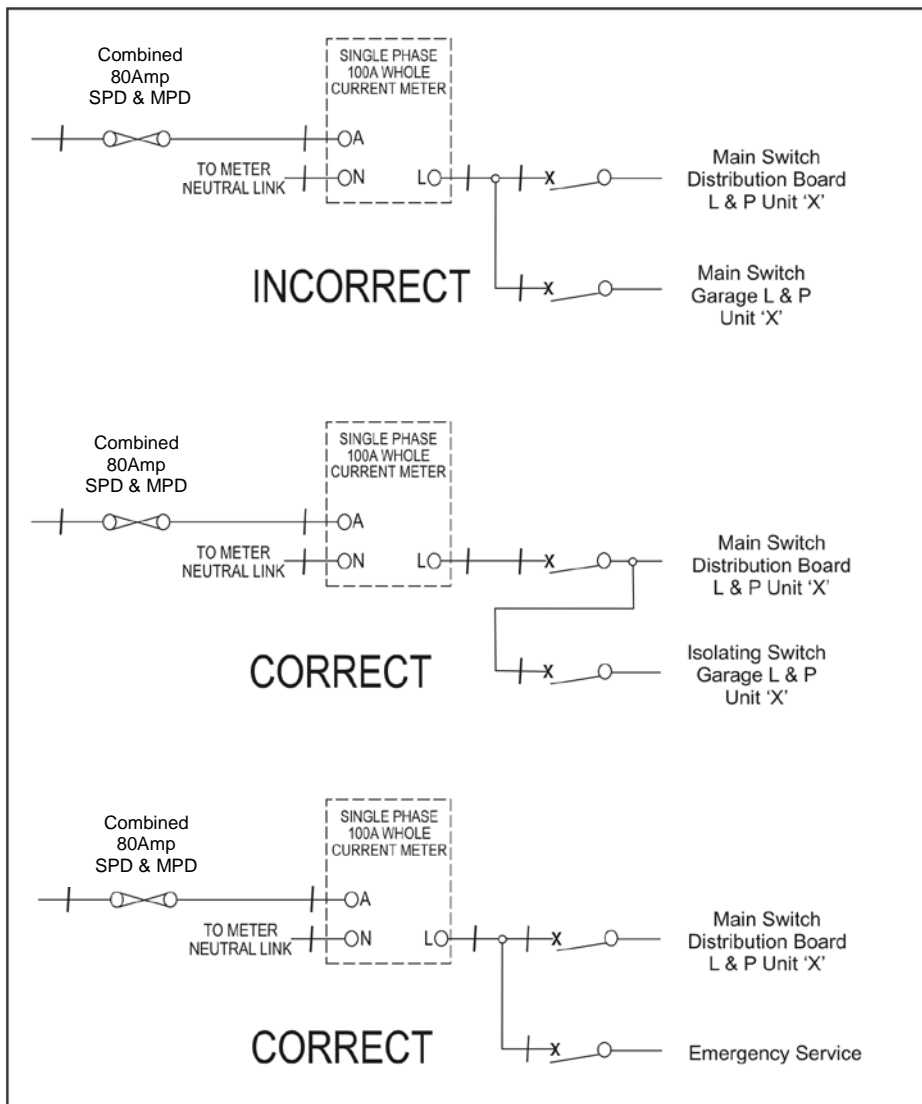 Combined
80Amp
SPD & MPD
SINGLE PHASE
100A WHOLE
CURRENT METER
A
TO METER
NEUTRAL LINK
N
L
X
Main Switch
Distribution Board
L & P Unit ‘X’
INCORRECT
X
Main Switch
Garage L & P
Unit ‘X’
Combined
80Amp
SPD & MPD
SINGLE PHASE
100A WHOLE
CURRENT METER
A
TO METER
NEUTRAL LINK
N
L
X
Main Switch
Distribution Board
L & P Unit ‘X’
CORRECT
X
Isolating Switch
Garage L & P
Unit ‘X’
Combined
80Amp
SPD & MPD
SINGLE PHASE
100A WHOLE
CURRENT METER
A
TO METER
NEUTRAL LINK
N
L
X
Main Switch
Distribution Board
L & P Unit ‘X’
CORRECT
X
Emergency Service